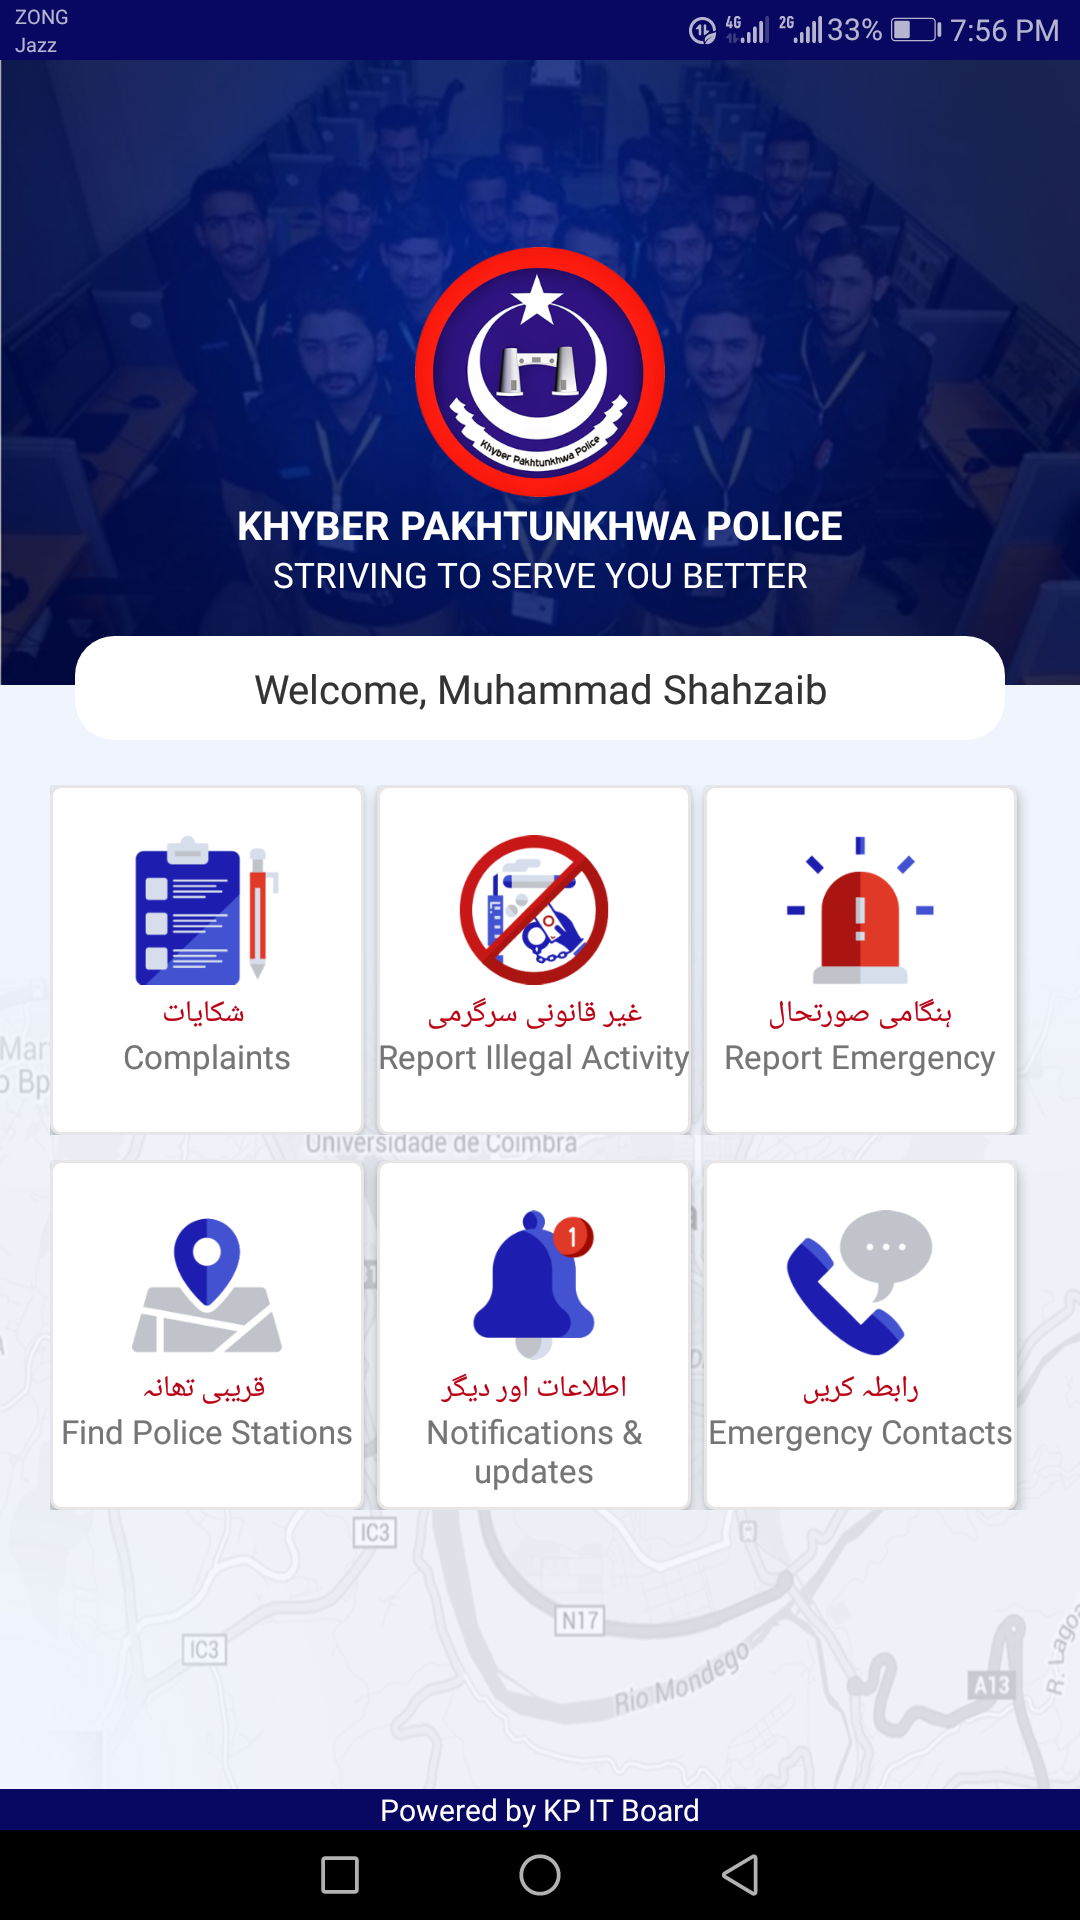 ZONG
Jazz
4G 2G 33% 7:56 PM
Khyber Pakhtunkhwa Police
KHYBER PAKHTUNKHWA POLICE
STRIVING TO SERVE YOU BETTER
Welcome, Muhammad Shahzaib
شکایات
Complaints
غیر قانونی سرگرمی
Report Illegal Activity
ہنگامی صورتحال
Report Emergency
Universidade de Coimbra
1
قریبی تھانہ
Find Police Stations
اطلاعات اور دیگر
Notifications &
updates
رابطہ کریں
Emergency Contacts
IC3
N17
IC3
Rio Mondego
A13
Powered by KP IT Board